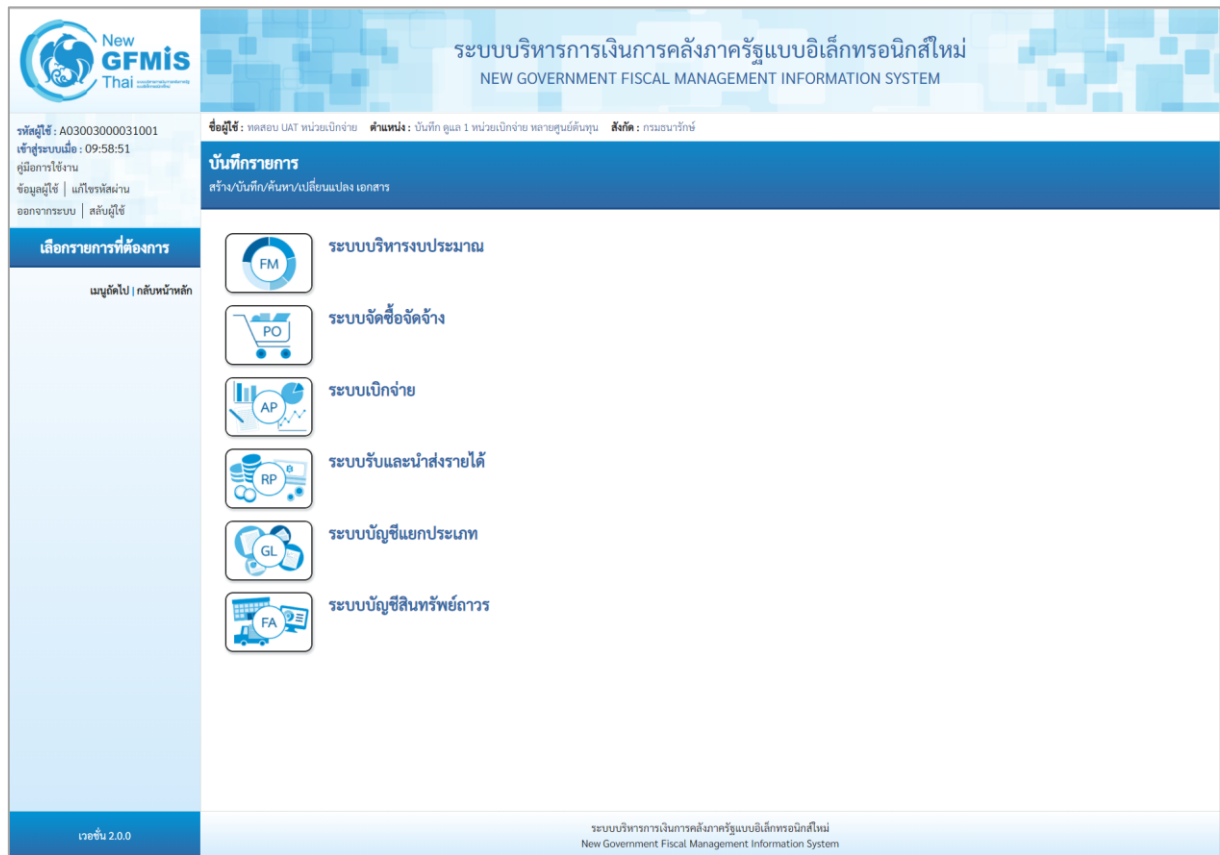 New
GFMiS
Thai
ระบบบริหารการเงินการคลังภาครัฐแบบอิเล็กทรอนิกส์ใหม่
NEW GOVERNMENT FISCAL MANAGEMENT INFORMATION SYSTEM
รหัสผู้ใช้ : A03003000031001
เข้าสู่ระบบเมื่อ : 09:58:51
คู่มือการใช้งาน
ข้อมูลผู้ใช้ | แก้ไขรหัสผ่าน
ออกจากระบบ | สลับผู้ใช้
ชื่อผู้ใช้ : ทดสอบ UAT หน่วยเบิกจ่าย ตำแหน่ง : บันทึก ดูแล 1 หน่วยเบิกจ่าย หลายศูนย์ต้นทุน สังกัด : กรมธนารักษ์
บันทึกรายการ
สร้าง/บันทึก/ค้นหา/เปลี่ยนแปลง เอกสาร
เลือกรายการที่ต้องการ
เมนูถัดไป | กลับหน้าหลัก
FM
ระบบบริหารงบประมาณ
PO
ระบบจัดซื้อจัดจ้าง
AP
ระบบเบิกจ่าย
RP
ระบบรับและนำส่งรายได้
GL
ระบบบัญชีแยกประเภท
FA
ระบบบัญชีสินทรัพย์ถาวร
เวอชั่น 2.0.0
ระบบบริหารการเงินการคลังภาครัฐแบบอิเล็กทรอนิกส์ใหม่
New Government Fiscal Management Information System